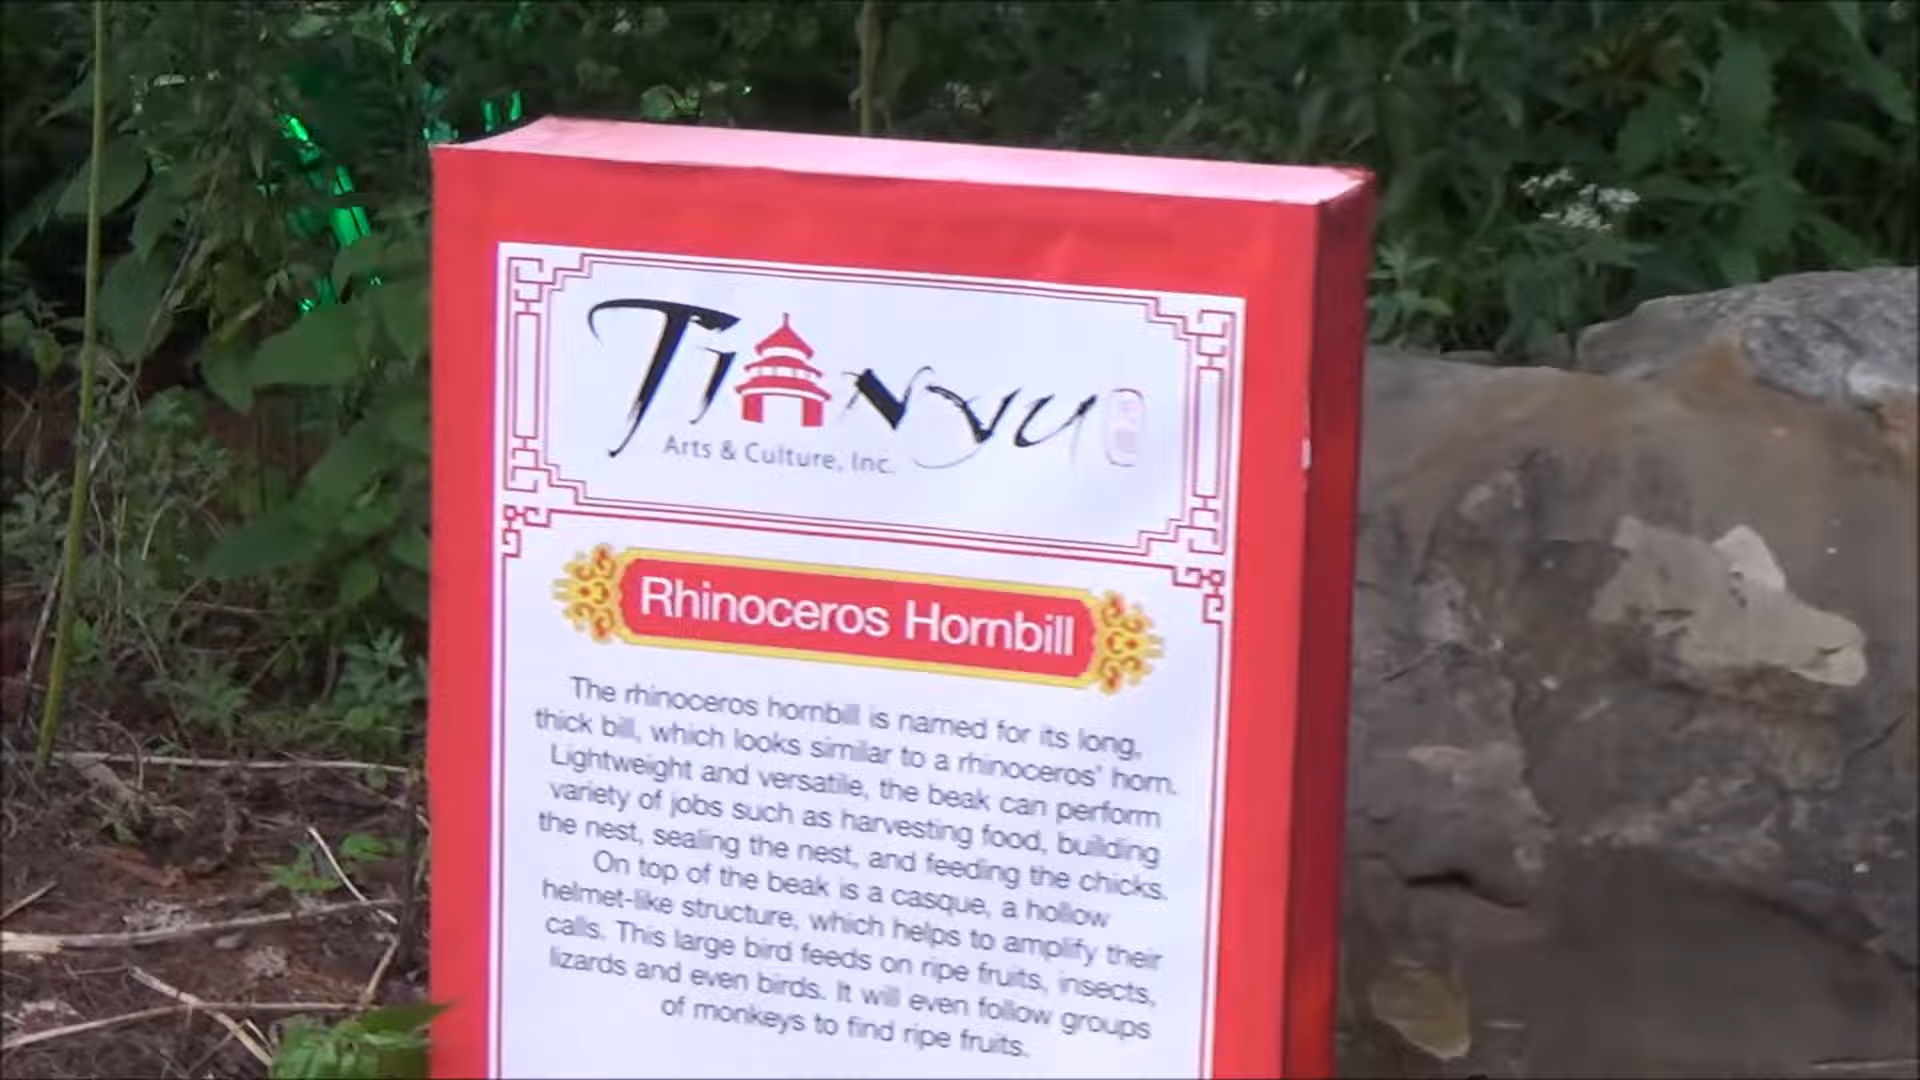 TIANYU
Arts & Culture, Inc.
Rhinoceros Hornbill
The rhinoceros hornbill is named for its long,
thick bill, which looks similar to a rhinoceros' horn.
Lightweight and versatile, the beak can perform
variety of jobs such as harvesting food, building
the nest, sealing the nest, and feeding the chicks.
On top of the beak is a casque, a hollow
helmet-like structure, which helps to amplify their
calls. This large bird feeds on ripe fruits, insects,
lizards and even birds. It will even follow groups
of monkeys to find ripe fruits.